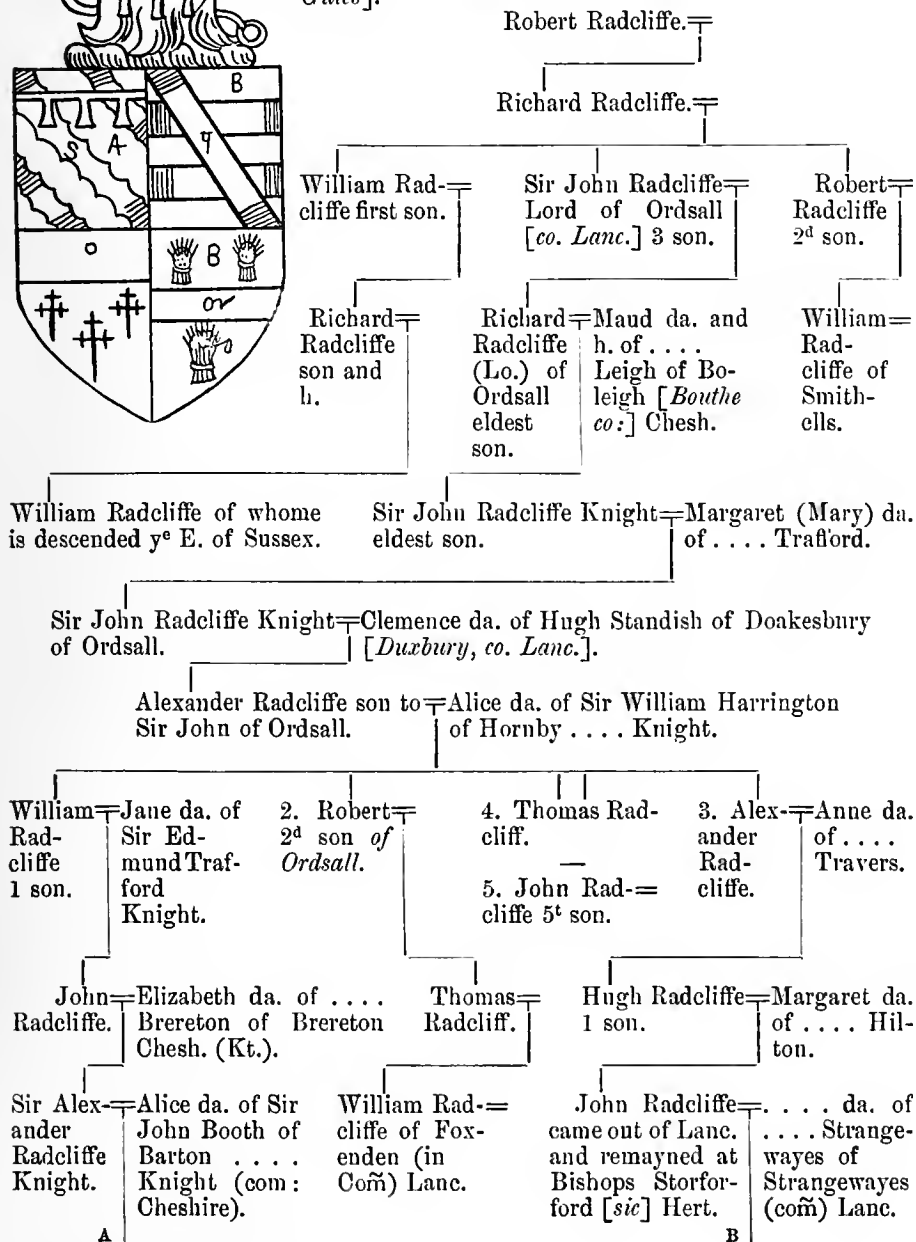 Robert Radcliffe.
Richard Radcliffe.
William Rad-
cliffe first son.
Sir John Radcliffe
Lord of Ordsall
[co. Lanc.] 3 son.
Robert
Radcliffe
2d son.
B
S
A
O
B
or
Richard
Radcliffe
son and
h.
Richard
Radcliffe
(Lo.) of
Ordsall
eldest
son.
Maud da. and
h. of ....
Leigh of Bo-
leigh [Bouthe
co:] Chesh.
William
Rad-
cliffe of
Smith-
ells.
William Radcliffe of whome
is descended ye E. of Sussex.
Sir John Radcliffe Knight
eldest son.
Margaret (Mary) da.
of .... Trafford.
Sir John Radcliffe Knight
of Ordsall.
Clemence da. of Hugh Standish of Doakesbury
[Duxbury, co. Lanc.].
Alexander Radcliffe son to
Sir John of Ordsall.
Alice da. of Sir William Harrington
of Hornby .... Knight.
William
Rad-
cliffe
1 son.
Jane da. of
Sir Ed-
mund Traf-
ford
Knight.
2. Robert
2d son of
Ordsall.
4. Thomas Rad-
cliff.
—
5. John Rad-
cliffe 5t son.
3. Alex-
ander
Rad-
cliffe.
Anne da.
of ....
Travers.
John
Radcliffe.
Elizabeth da. of ....
Brereton of Brereton
Chesh. (Kt.).
Thomas
Radcliff.
Hugh Radcliffe
1 son.
Margaret da.
of .... Hil-
ton.
Sir Alex-
ander
Radcliffe
Knight.
Alice da. of Sir
John Booth of
Barton ....
Knight (com:
Cheshire).
William Rad-
cliffe of Fox-
enden (in
Com̃) Lanc.
John Radcliffe
came out of Lanc.
and remayned at
Bishops Storfor-
ford [sic] Hert.
.... da. of
.... Strange-
wayes of
Strangewayes
(com̃) Lanc.
A
B